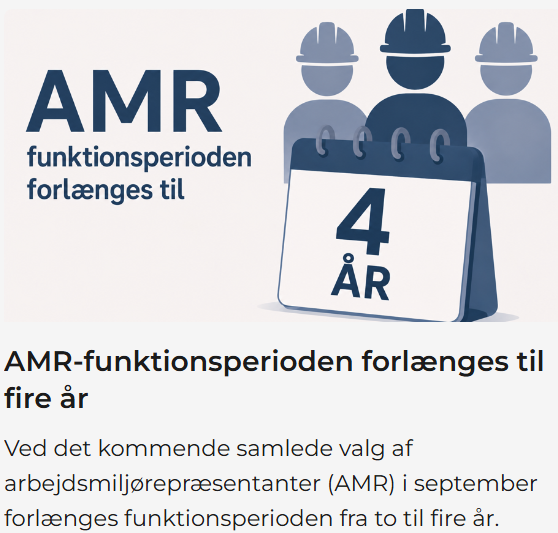 AMR
funktionsperioden
forlænges til
4
ÅR
AMR-funktionsperioden forlænges til
fire år
Ved det kommende samlede valg af
arbejdsmiljørepræsentanter (AMR) i september
forlænges funktionsperioden fra to til fire år.